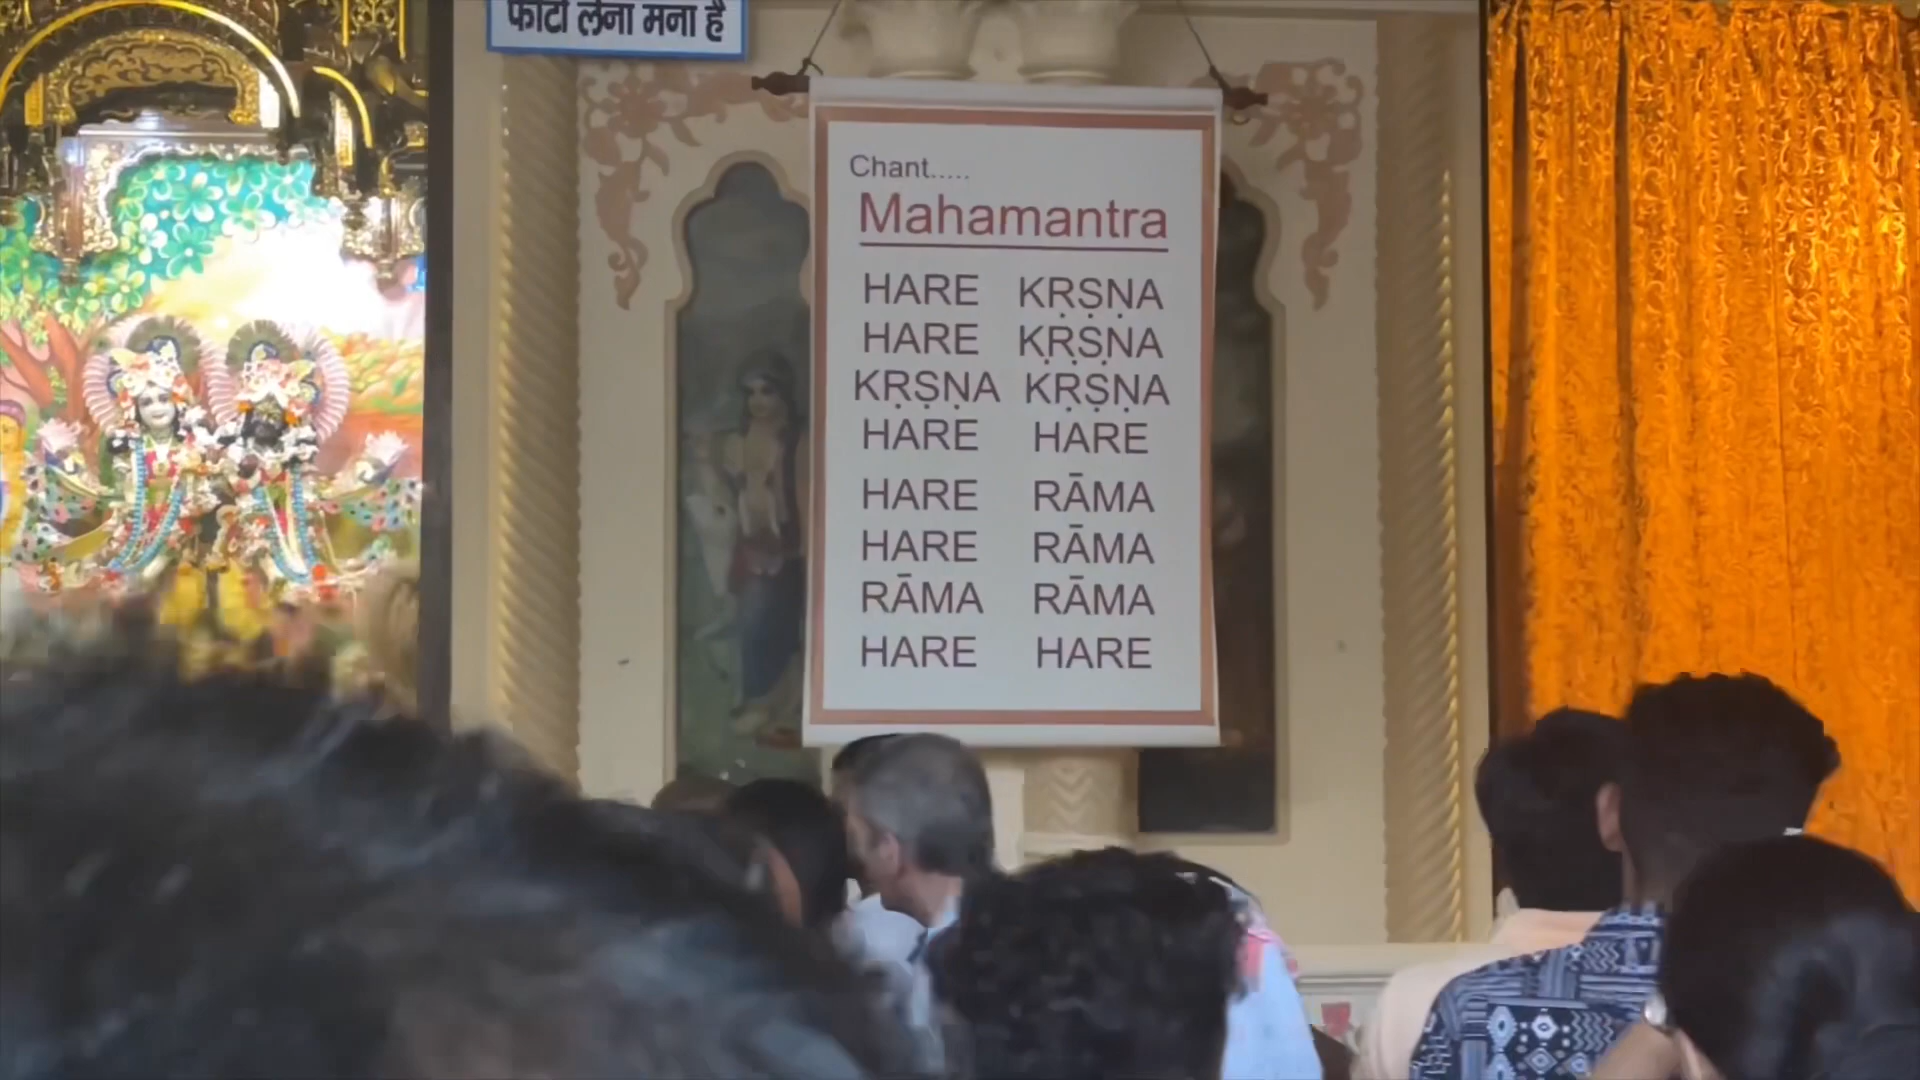 फोटो लेना मना है
Chant.....
Mahamantra
HARE KṚṢṆA
HARE KṚṢṆA
KṚṢṆA KṚṢṆA
HARE HARE
HARE RĀMA
HARE RĀMA
RĀMA RĀMA
HARE HARE